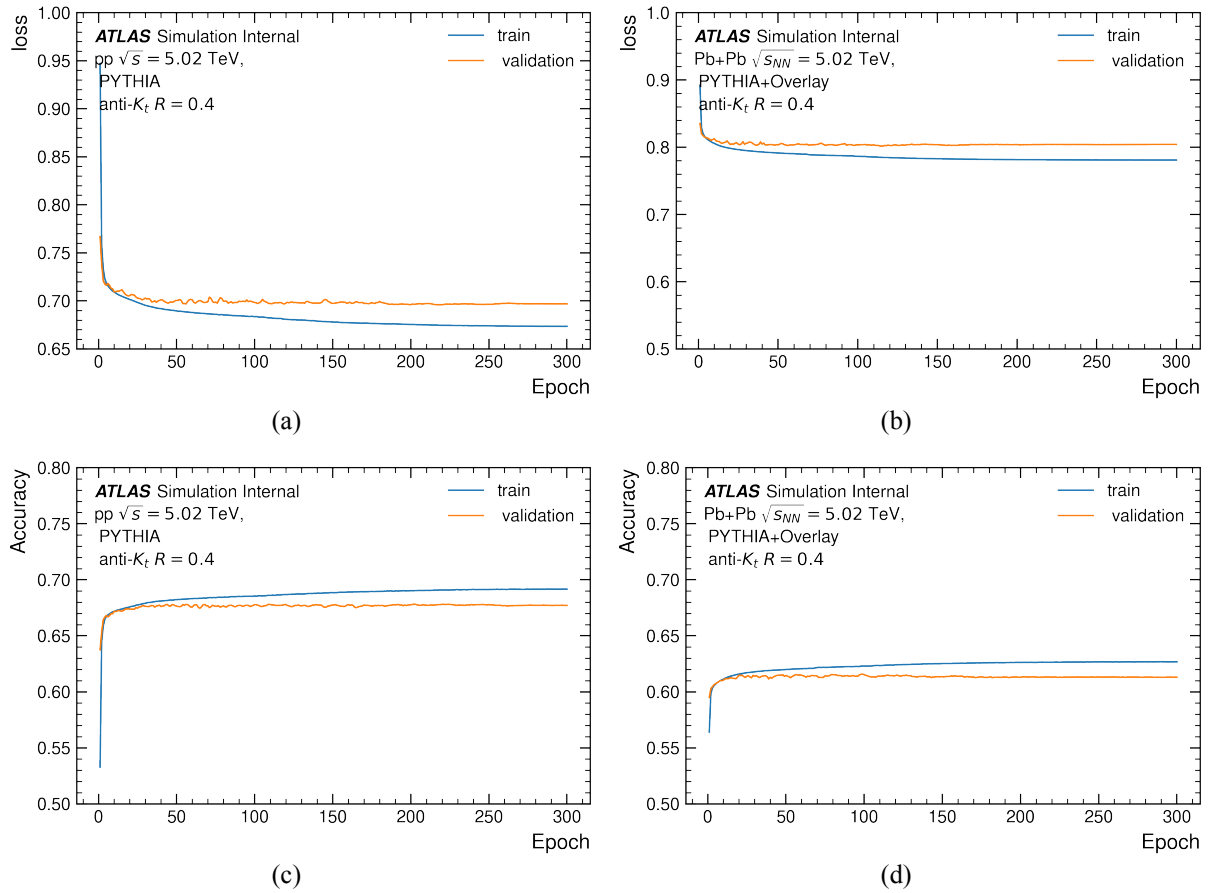 loss
1.00
0.95
0.90
0.85
0.80
0.75
0.70
0.65
ATLAS Simulation Internal
pp √s = 5.02 TeV,
PYTHIA
anti-K_t R = 0.4
train
validation
0 50 100 150 200 250 300
Epoch
(a)
loss
1.0
0.9
0.8
0.7
0.6
0.5
ATLAS Simulation Internal
Pb+Pb √s_NN = 5.02 TeV,
PYTHIA+Overlay
anti-K_t R = 0.4
train
validation
0 50 100 150 200 250 300
Epoch
(b)
Accuracy
0.80
0.75
0.70
0.65
0.60
0.55
0.50
ATLAS Simulation Internal
pp √s = 5.02 TeV,
PYTHIA
anti-K_t R = 0.4
train
validation
0 50 100 150 200 250 300
Epoch
(c)
Accuracy
0.80
0.75
0.70
0.65
0.60
0.55
0.50
ATLAS Simulation Internal
Pb+Pb √s_NN = 5.02 TeV,
PYTHIA+Overlay
anti-K_t R = 0.4
train
validation
0 50 100 150 200 250 300
Epoch
(d)